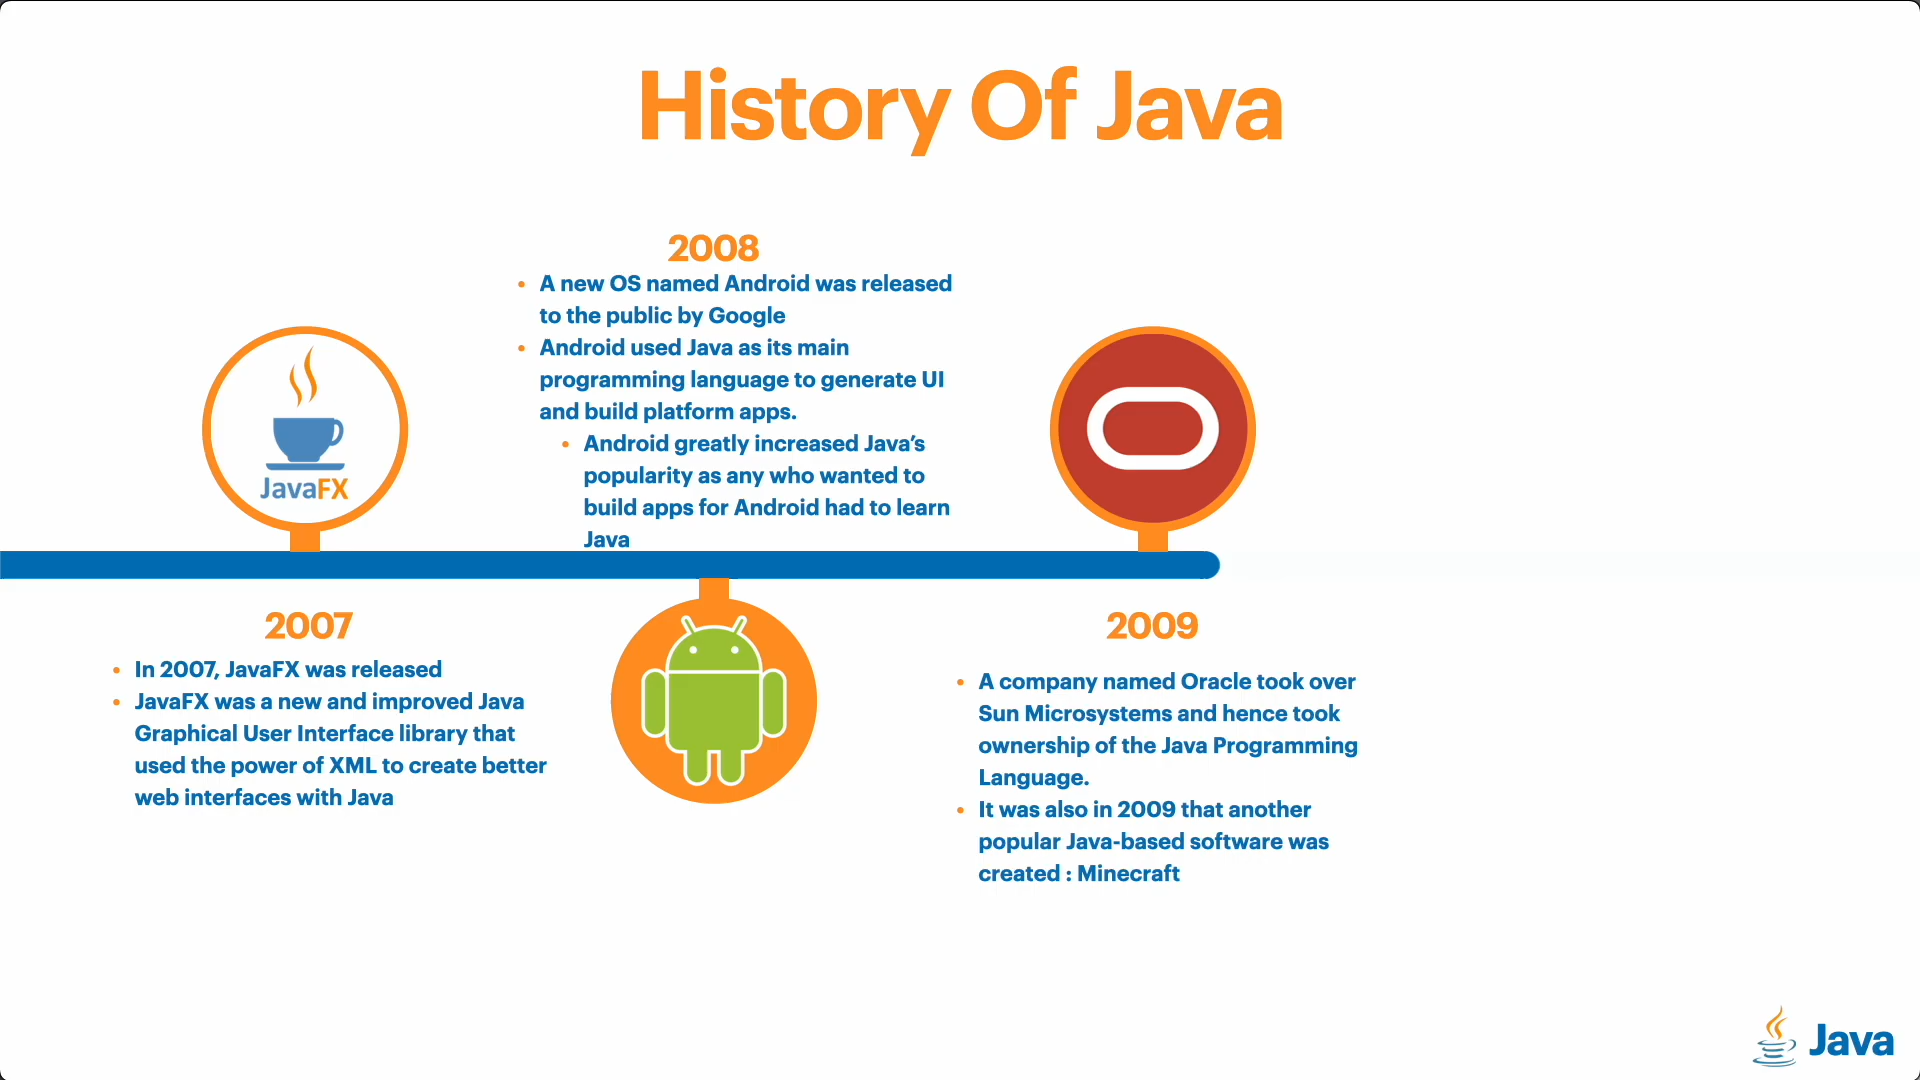 History Of Java
JavaFX
2007
• In 2007, JavaFX was released
• JavaFX was a new and improved Java
Graphical User Interface library that
used the power of XML to create better
web interfaces with Java
2008
• A new OS named Android was released
to the public by Google
• Android used Java as its main
programming language to generate UI
and build platform apps.
• Android greatly increased Java’s
popularity as any who wanted to
build apps for Android had to learn
Java
2009
• A company named Oracle took over
Sun Microsystems and hence took
ownership of the Java Programming
Language.
• It was also in 2009 that another
popular Java-based software was
created : Minecraft
Java